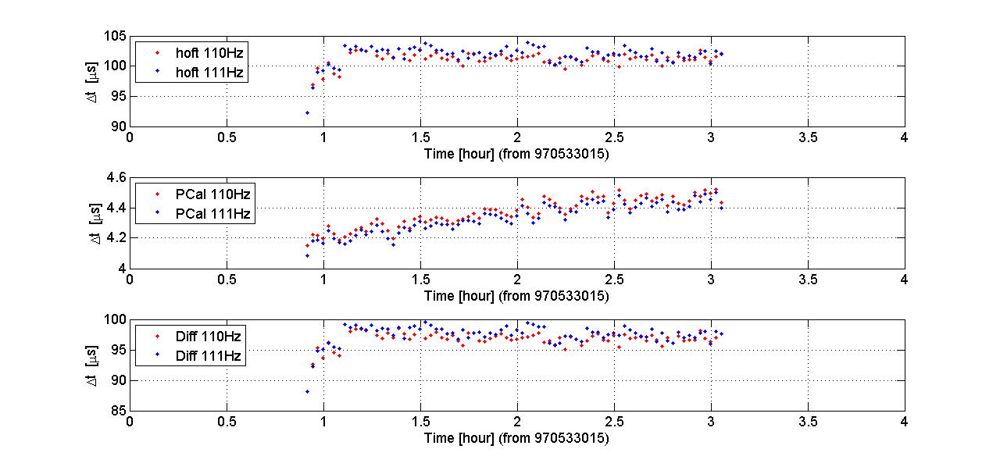 105
100
95
90
Δt [μs]
hoft 110Hz
hoft 111Hz
0 0.5 1 1.5 2 2.5 3 3.5 4
Time [hour] (from 970533015)
4.6
4.4
4.2
4
Δt [μs]
PCal 110Hz
PCal 111Hz
0 0.5 1 1.5 2 2.5 3 3.5 4
Time [hour] (from 970533015)
100
95
90
85
Δt [μs]
Diff 110Hz
Diff 111Hz
0 0.5 1 1.5 2 2.5 3 3.5 4
Time [hour] (from 970533015)